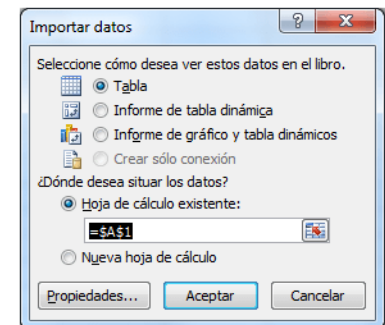 Importar datos
Seleccione cómo desea ver estos datos en el libro.
Tabla
Informe de tabla dinámica
Informe de gráfico y tabla dinámicos
Crear sólo conexión
¿Dónde desea situar los datos?
Hoja de cálculo existente:
=$A$1
Nueva hoja de cálculo
Propiedades... Aceptar Cancelar